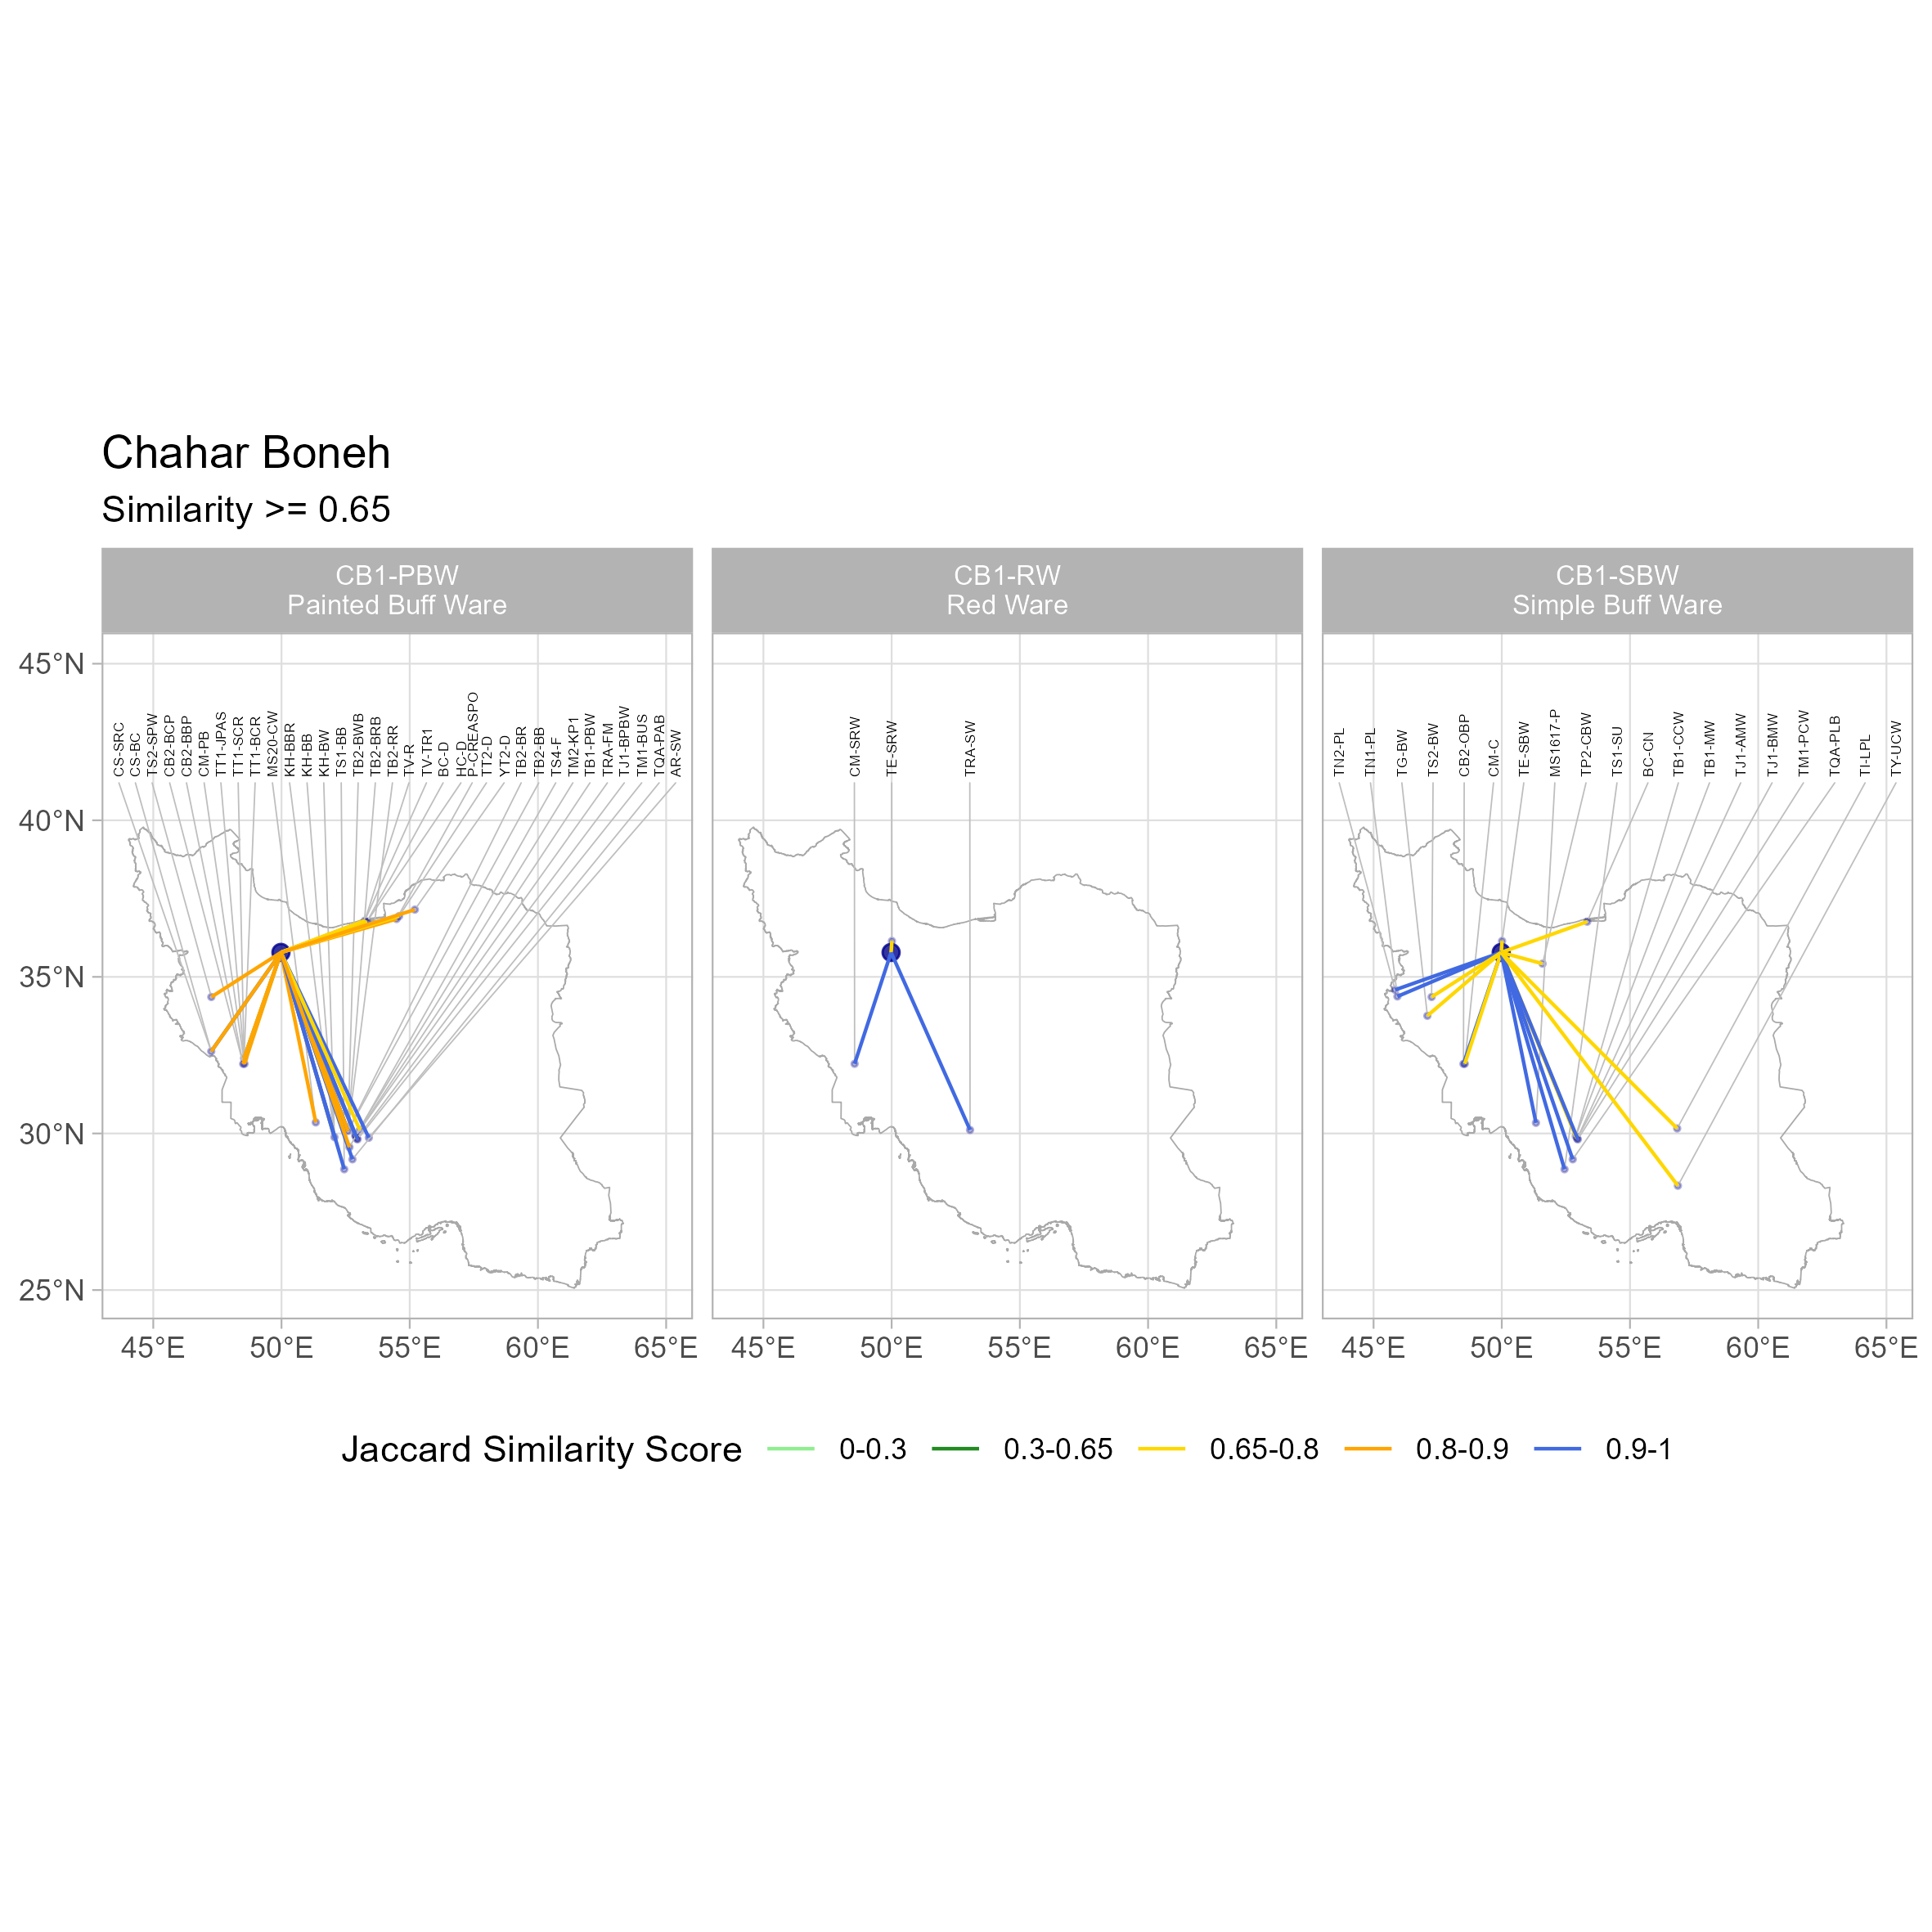 Chahar Boneh
Similarity >= 0.65
CB1-PBW
Painted Buff Ware
CB1-RW
Red Ware
CB1-SBW
Simple Buff Ware
45°N
40°N
35°N
30°N
25°N
CS-SRC
CS-BC
TS2-SPW
CB2-BCP
CB2-BBP
CM-PB
TT1-JPAS
TT1-SCR
TT1-BCR
MS20-CW
KH-BBR
KH-BB
KH-BW
TS1-BB
TB2-BWB
TB2-BRB
TB2-RR
TV-R
TV-TR1
BC-D
HC-D
P-CREASPO
TT2-D
YT2-D
TB2-BR
TB2-BB
TS4-F
TM2-KP1
TB1-PBW
TRA-FM
TJ1-BPBW
TM1-BUS
TQA-PAB
AR-SW
CM-SRW
TE-SRW
TRA-SW
TN2-PL
TN1-PL
TG-BW
TS2-BW
CB2-OBP
CM-C
TE-SBW
MS1617-P
TP2-CBW
TS1-SU
BC-CN
TB1-CCW
TB1-MW
TJ1-AMW
TJ1-BMW
TM1-PCW
TQA-PLB
TI-LPL
TY-UCW
45°E 50°E 55°E 60°E 65°E
45°E 50°E 55°E 60°E 65°E
45°E 50°E 55°E 60°E 65°E
Jaccard Similarity Score 0-0.3 0.3-0.65 0.65-0.8 0.8-0.9 0.9-1